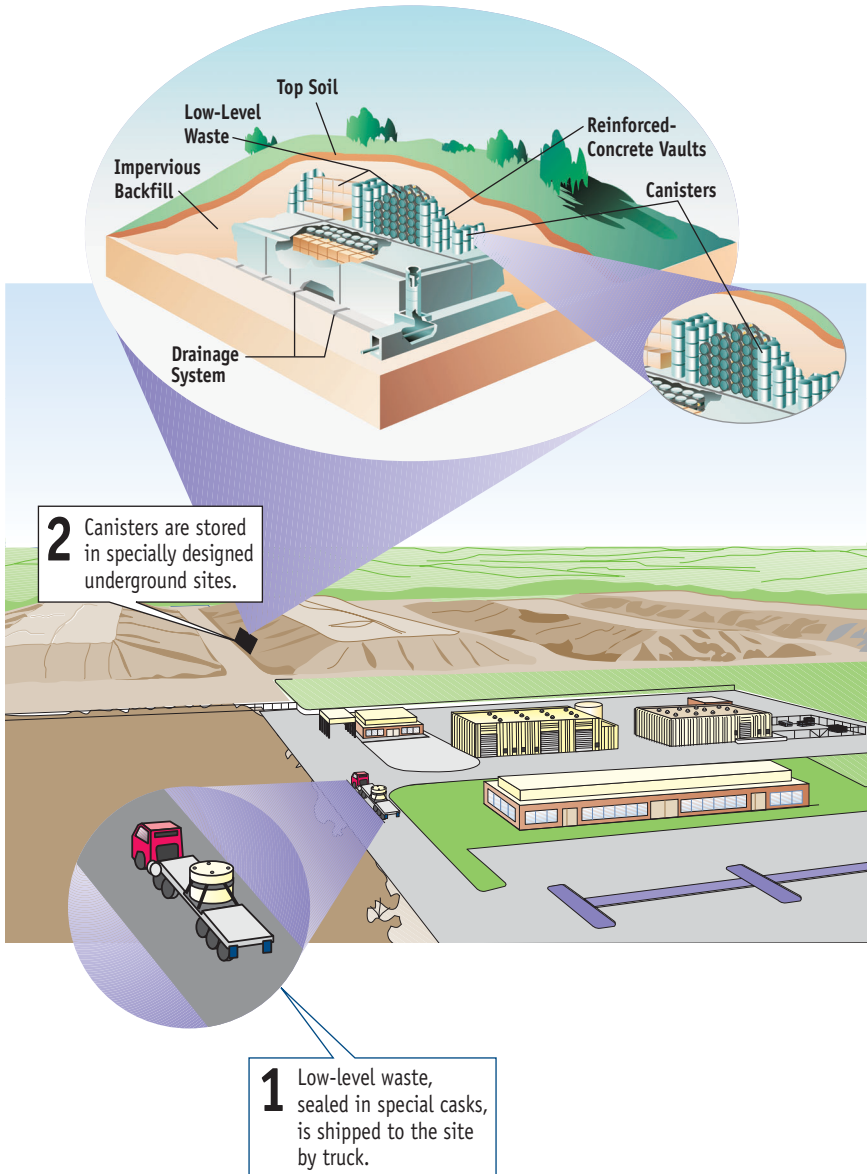 Top Soil
Low-Level
Waste
Impervious
Backfill
Reinforced-
Concrete Vaults
Canisters
Drainage
System
2 Canisters are stored
in specially designed
underground sites.
1 Low-level waste,
sealed in special casks,
is shipped to the site
by truck.